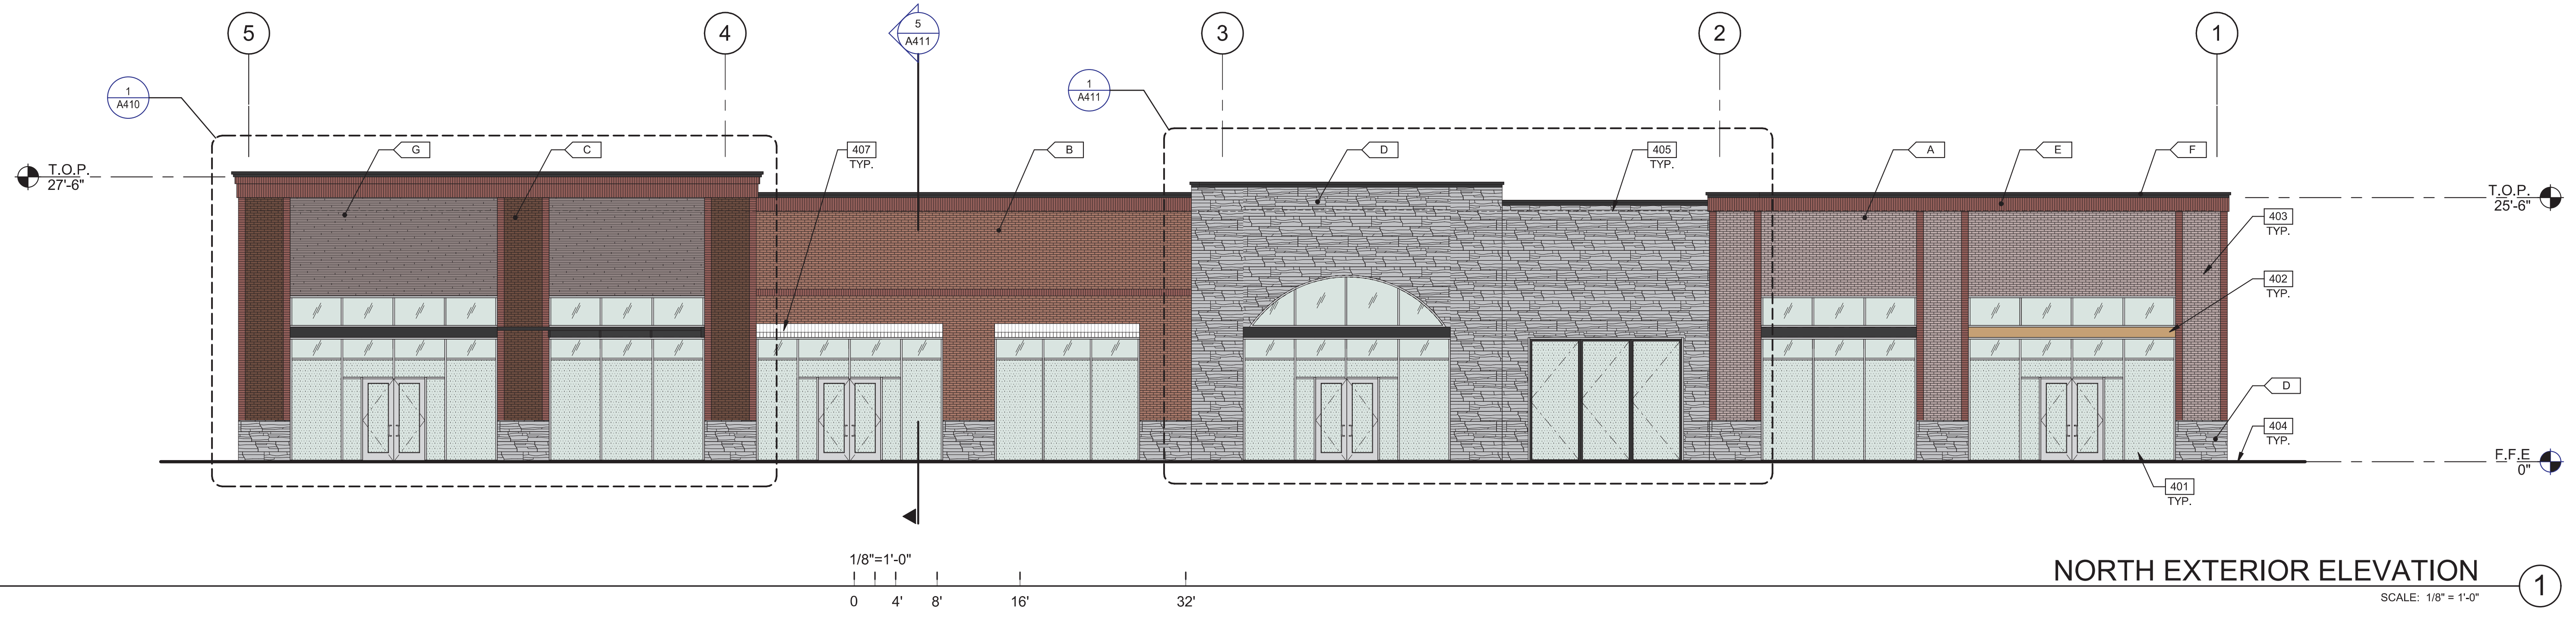 5
4
5
A411
3
2
1
1
A410
1
A411
G
C
407
TYP.
B
D
405
TYP.
A
E
F
T.O.P.
27'-6"
T.O.P.
25'-6"
403
TYP.
402
TYP.
D
404
TYP.
F.F.E
0"
401
TYP.
1/8"=1'-0"
0 4' 8' 16' 32'
NORTH EXTERIOR ELEVATION
1
SCALE: 1/8" = 1'-0"